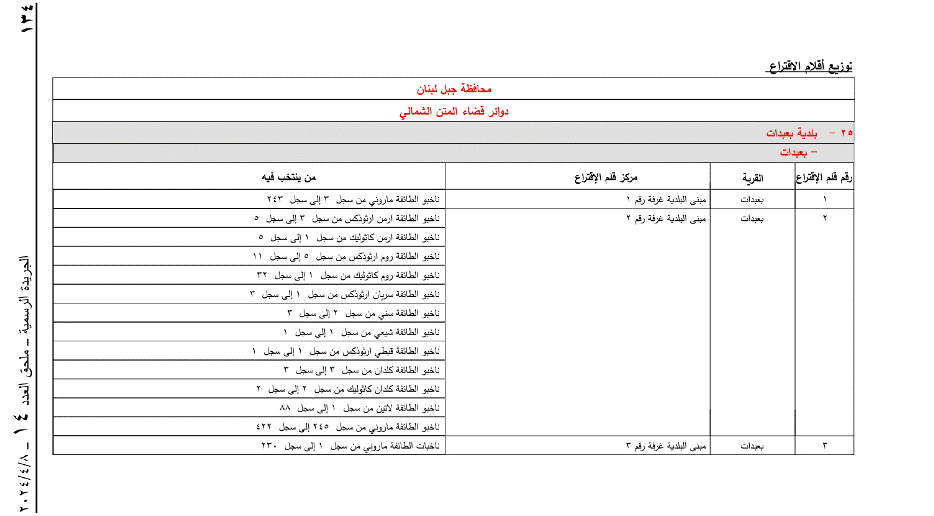 ١٣٤
توزيع أقلام الإقتراع
محافظة جبل لبنان
دوائر قضاء المتن الشمالي
٢٥ - بلدية بعبدات
- بعبدات
رقم قلم الإقتراع القرية مركز قلم الإقتراع من ينتخب فيه
١ بعبدات مبنى البلدية غرفة رقم ١ ناخبو الطائفة ماروني من سجل ٣ إلى سجل ٢٤٣
٢ بعبدات مبنى البلدية غرفة رقم ٢ ناخبو الطائفة ارمن ارثوذكس من سجل ٣ إلى سجل ٥
ناخبو الطائفة ارمن كاثوليك من سجل ١ إلى سجل ٥
ناخبو الطائفة روم ارثوذكس من سجل ٥ إلى سجل ١١
ناخبو الطائفة روم كاثوليك من سجل ١ إلى سجل ٣٢
ناخبو الطائفة سريان ارثوذكس من سجل ١ إلى سجل ٣
ناخبو الطائفة سني من سجل ٢ إلى سجل ٣
ناخبو الطائفة شيعي من سجل ١ إلى سجل ١
ناخبو الطائفة قبطي ارثوذكس من سجل ١ إلى سجل ١
ناخبو الطائفة كلدان من سجل ٣ إلى سجل ٣
ناخبو الطائفة كلدان كاثوليك من سجل ٢ إلى سجل ٢
ناخبو الطائفة لاتين من سجل ١ إلى سجل ٨٨
ناخبو الطائفة ماروني من سجل ٢٤٥ إلى سجل ٤٢٢
٣ بعبدات مبنى البلدية غرفة رقم ٣ ناخبات الطائفة ماروني من سجل ١ إلى سجل ٢٣٠
الجريدة الرسمية - ملحق العدد ١٤ - ٢٠٢٤/٤/٨